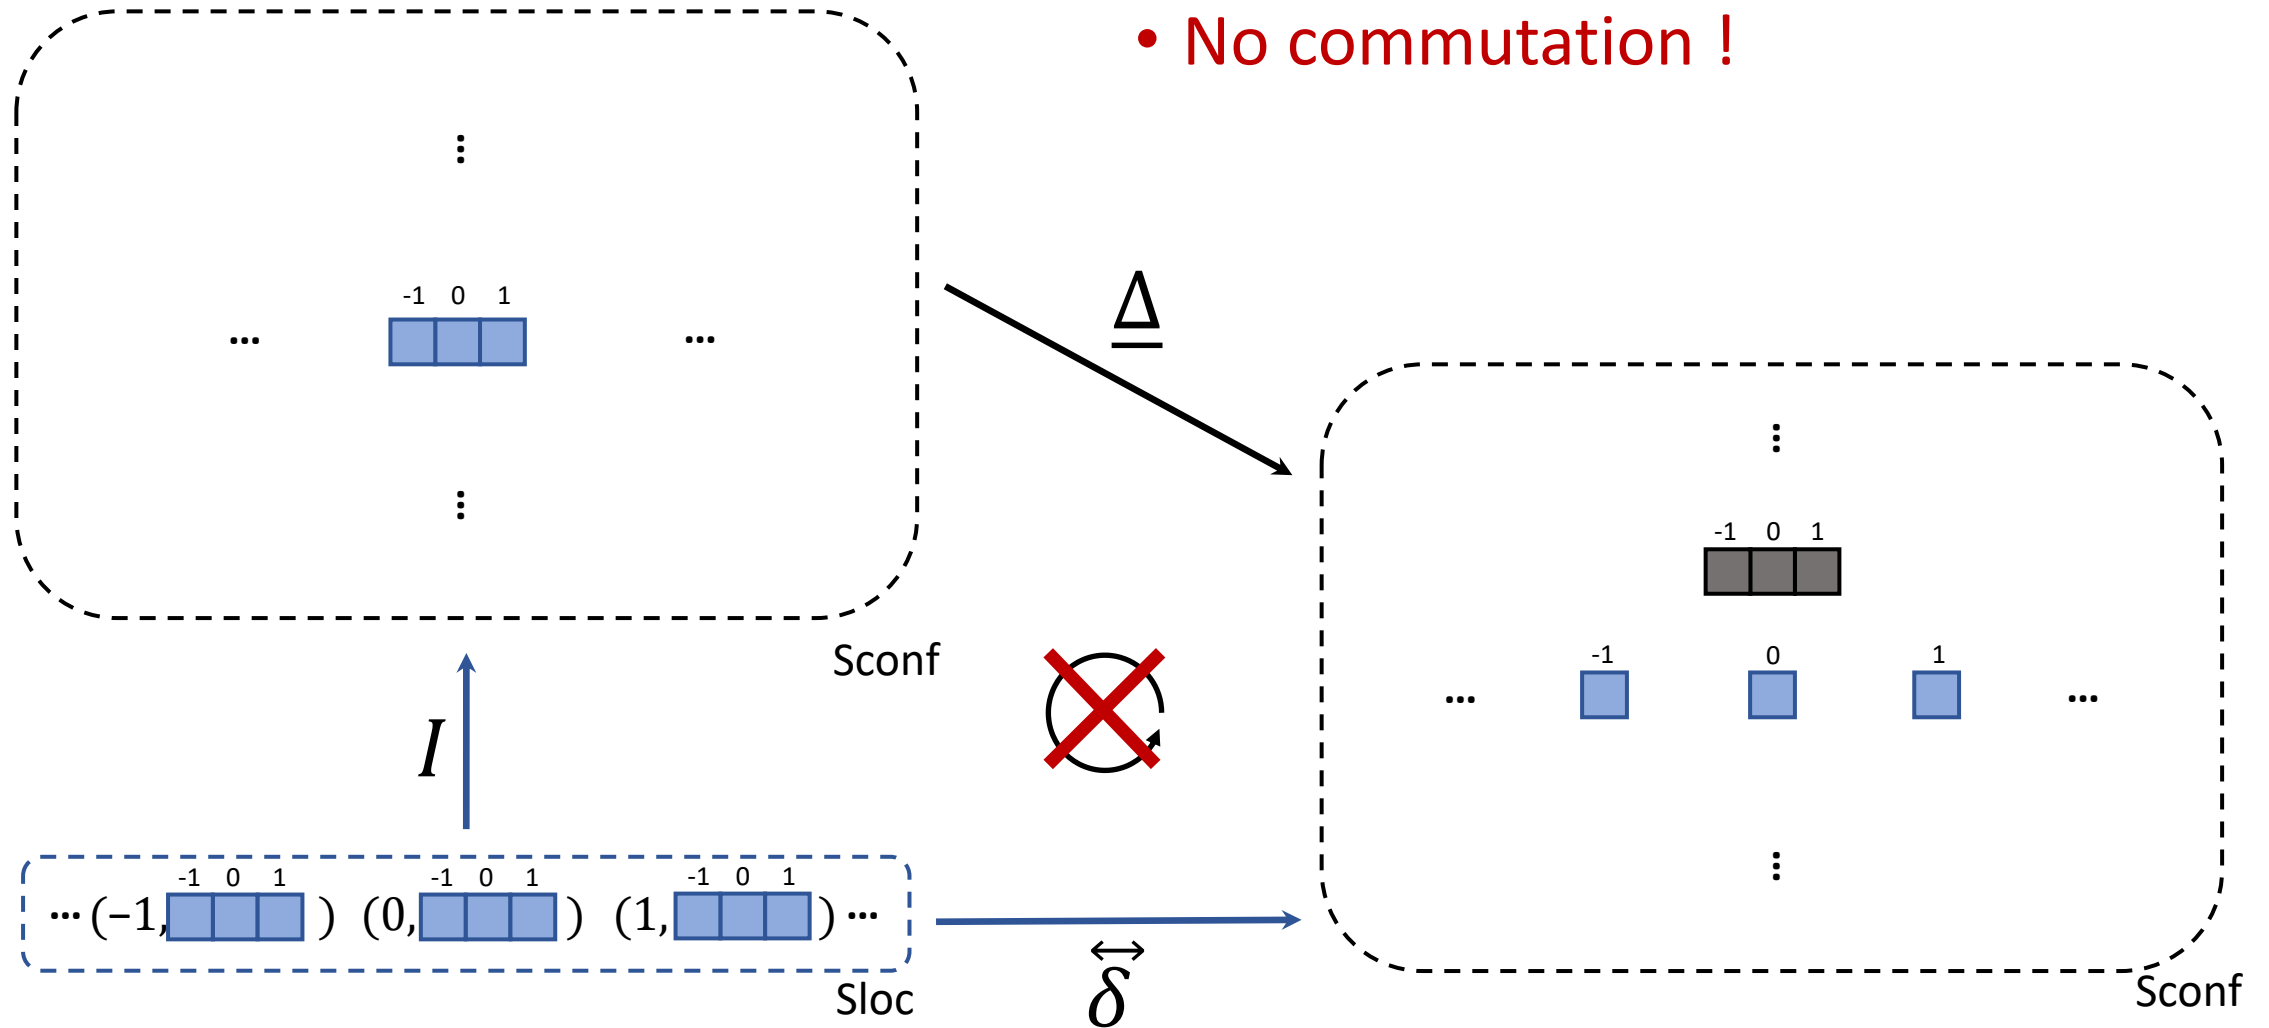 • No commutation !
⋮
-1 0 1
... ...
⋮
Sconf
Δ
I
-1 0 1 -1 0 1 -1 0 1
... (−1, ) (0, ) (1, ) ...
Sloc
δ
⋮
-1 0 1
-1 0 1
... ...
⋮
Sconf